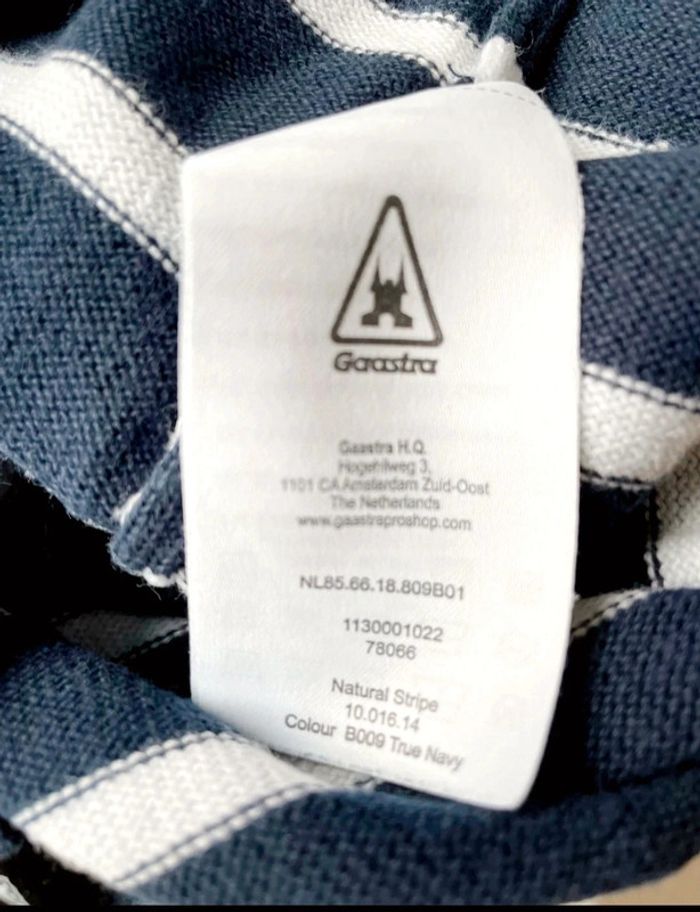 Gaastra
Gaastra H.Q.
Hogehilweg 3,
1101 CA Amsterdam Zuid-Oost
The Netherlands
www.gaastraproshop.com
NL85.66.18.809B01
1130001022
78066
Natural Stripe
10.016.14
Colour B009 True Navy